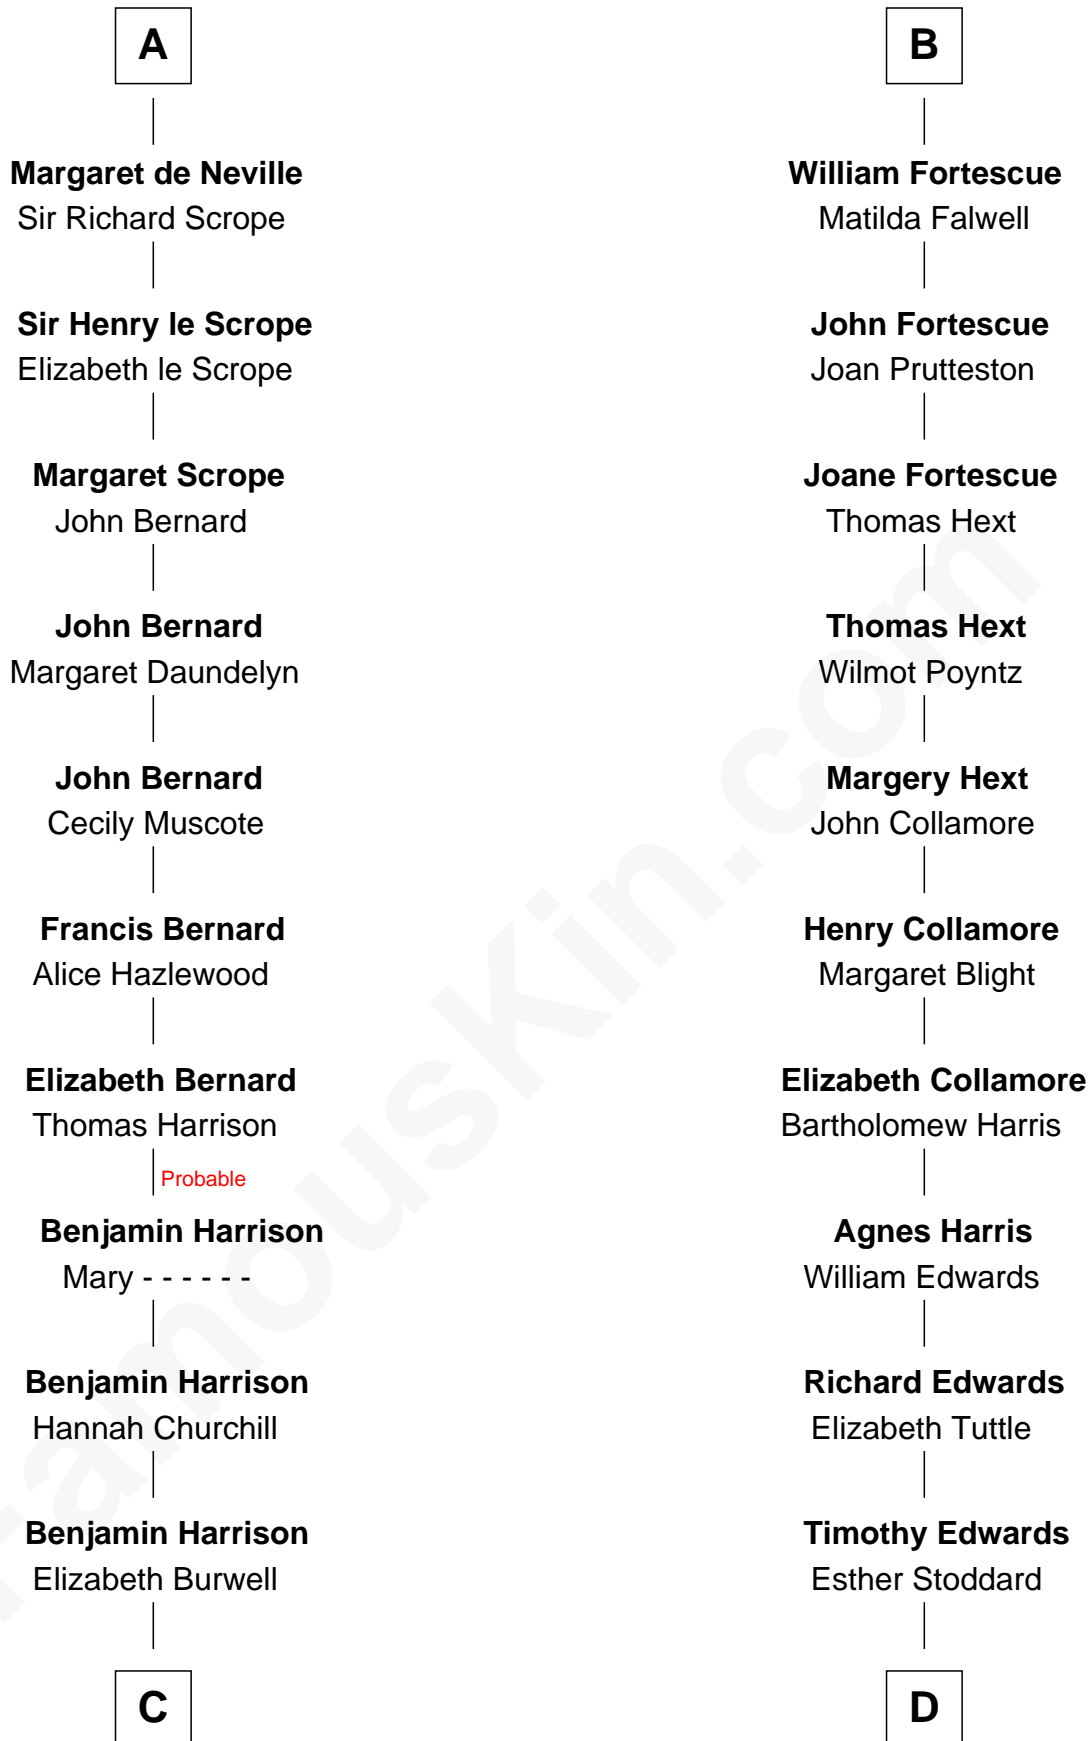 A
Margaret de Neville
Sir Richard Scrope
Sir Henry le Scrope
Elizabeth le Scrope
Margaret Scrope
John Bernard
John Bernard
Margaret Daundelyn
John Bernard
Cecily Muscote
Francis Bernard
Alice Hazlewood
Elizabeth Bernard
Thomas Harrison
Probable
Benjamin Harrison
Mary - - - - - -
Benjamin Harrison
Hannah Churchill
Benjamin Harrison
Elizabeth Burwell
C
B
William Fortescue
Matilda Falwell
John Fortescue
Joan Prutteston
Joane Fortescue
Thomas Hext
Thomas Hext
Wilmot Poyntz
Margery Hext
John Collamore
Henry Collamore
Margaret Blight
Elizabeth Collamore
Bartholomew Harris
Agnes Harris
William Edwards
Richard Edwards
Elizabeth Tuttle
Timothy Edwards
Esther Stoddard
D
FamousKin.com